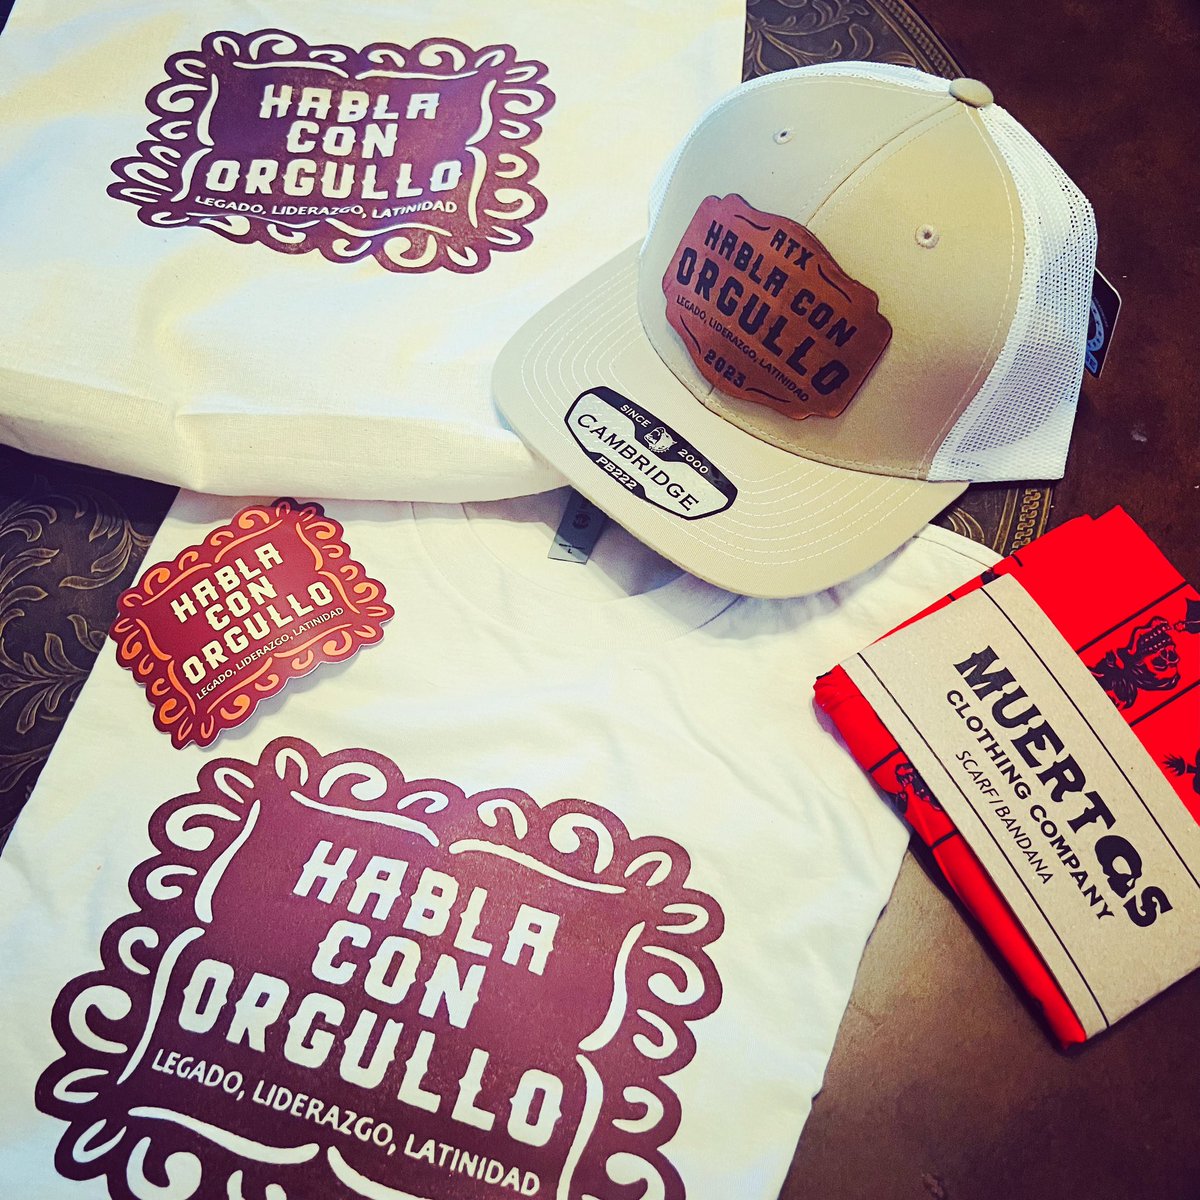 HABLA
CON
ORGULLO
LEGADO, LIDERAZGO, LATINIDAD
ATX
HABLA CON
ORGULLO
LEGADO, LIDERAZGO, LATINIDAD
2023
SINCE 2000
CAMBRIDGE
PB222
HABLA
CON
ORGULLO
LEGADO, LIDERAZGO, LATINIDAD
MUERTOS
CLOTHING COMPANY
SCARF/BANDANA
HABLA
CON
ORGULLO
LEGADO, LIDERAZGO, LATINIDAD